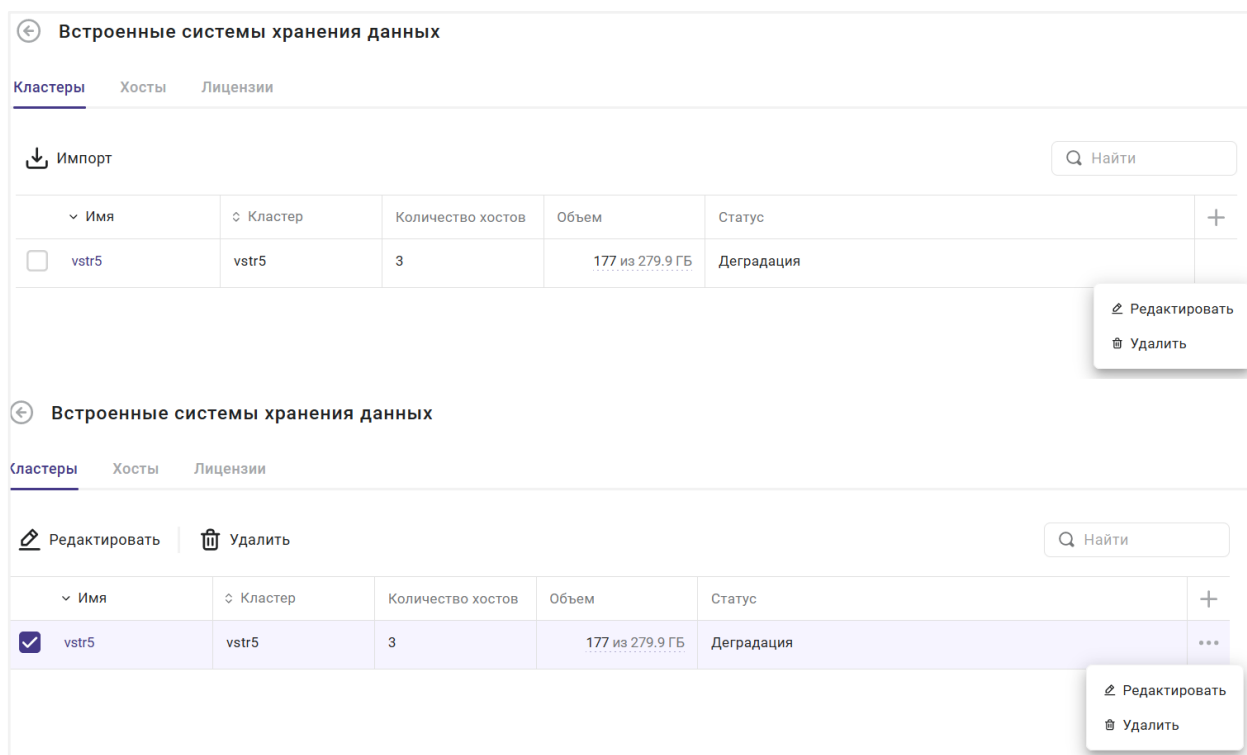 Встроенные системы хранения данных
Кластеры Хосты Лицензии
Импорт Найти
Имя Кластер Количество хостов Объем Статус
vstr5 vstr5 3 177 из 279.9 ГБ Деградация
Редактировать
Удалить
Встроенные системы хранения данных
Кластеры Хосты Лицензии
Редактировать Удалить Найти
Имя Кластер Количество хостов Объем Статус
vstr5 vstr5 3 177 из 279.9 ГБ Деградация
Редактировать
Удалить